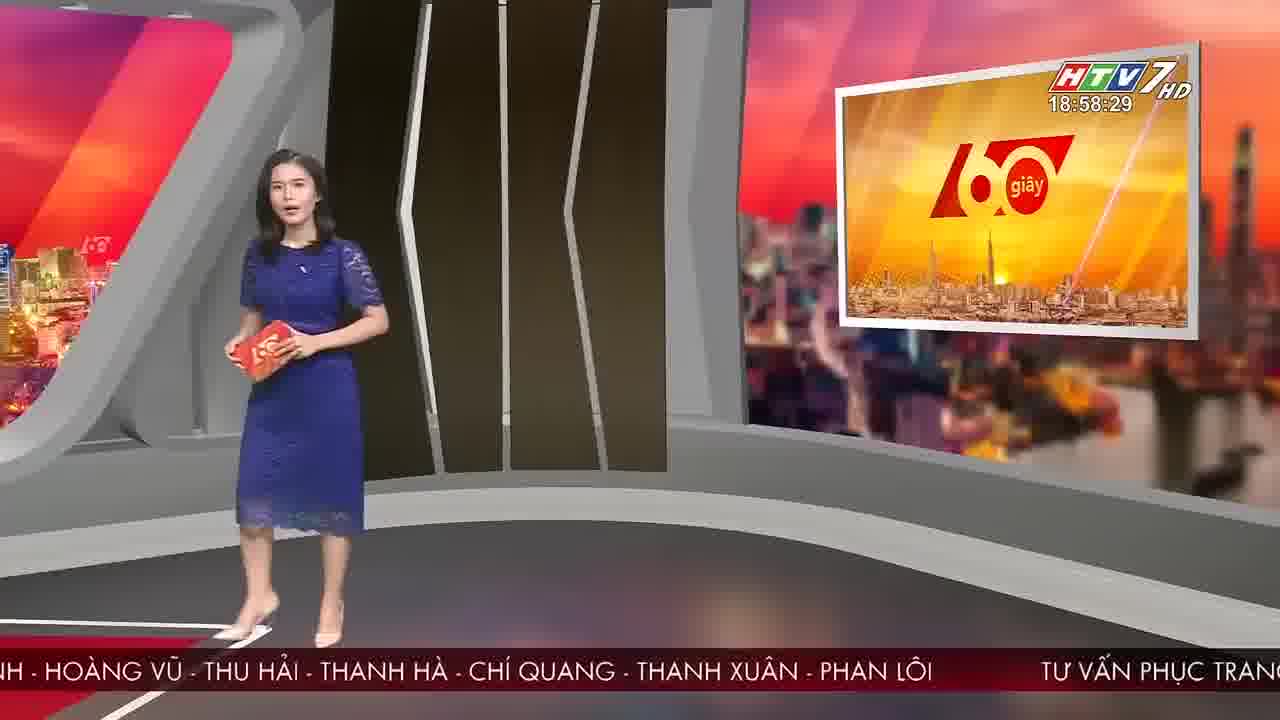 HTV7 HD
18:58:29
60 giây
60
NH - HOÀNG VŨ - THU HẢI - THANH HÀ - CHÍ QUANG - THANH XUÂN - PHAN LÔI TƯ VẤN PHỤC TRANG